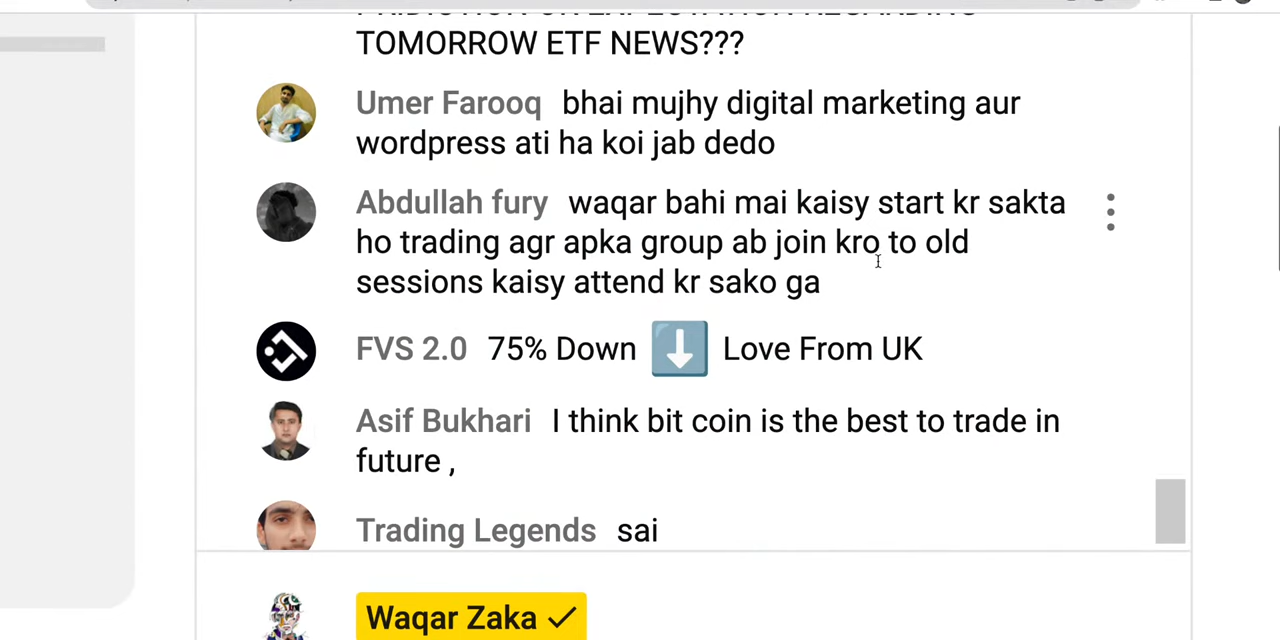 TOMORROW ETF NEWS???
Umer Farooq bhai mujhy digital marketing aur
wordpress ati ha koi jab dedo
Abdullah fury waqar bahi mai kaisy start kr sakta
ho trading agr apka group ab join kro to old
sessions kaisy attend kr sako ga
FVS 2.0 75% Down ⬇️ Love From UK
Asif Bukhari I think bit coin is the best to trade in
future ,
Trading Legends sai
Waqar Zaka ✓